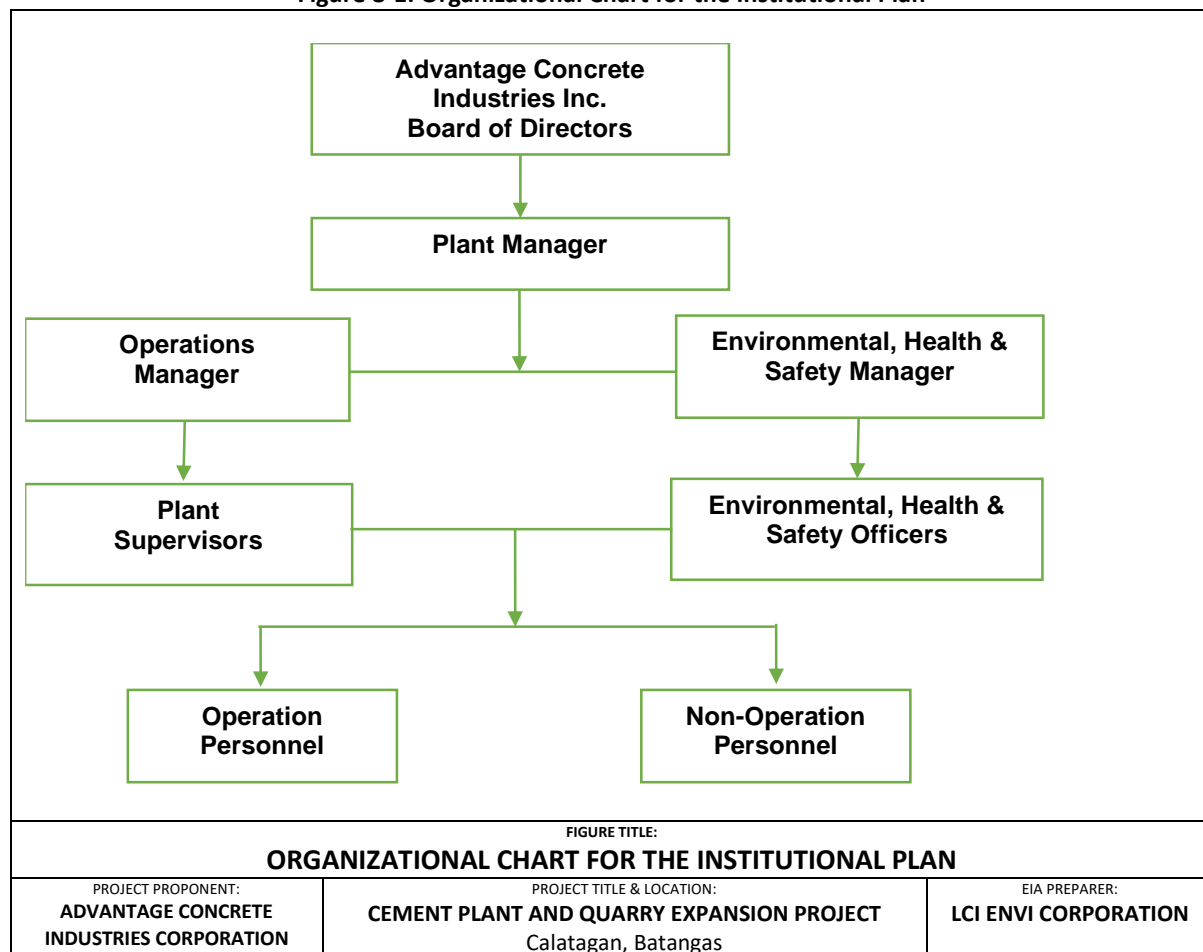 Advantage Concrete
Industries Inc.
Board of Directors
Plant Manager
Operations
Manager
Environmental, Health &
Safety Manager
Plant
Supervisors
Environmental, Health &
Safety Officers
Operation
Personnel
Non-Operation
Personnel
FIGURE TITLE:
ORGANIZATIONAL CHART FOR THE INSTITUTIONAL PLAN
PROJECT PROPONENT:
ADVANTAGE CONCRETE
INDUSTRIES CORPORATION
PROJECT TITLE & LOCATION:
CEMENT PLANT AND QUARRY EXPANSION PROJECT
Calatagan, Batangas
EIA PREPARER:
LCI ENVI CORPORATION